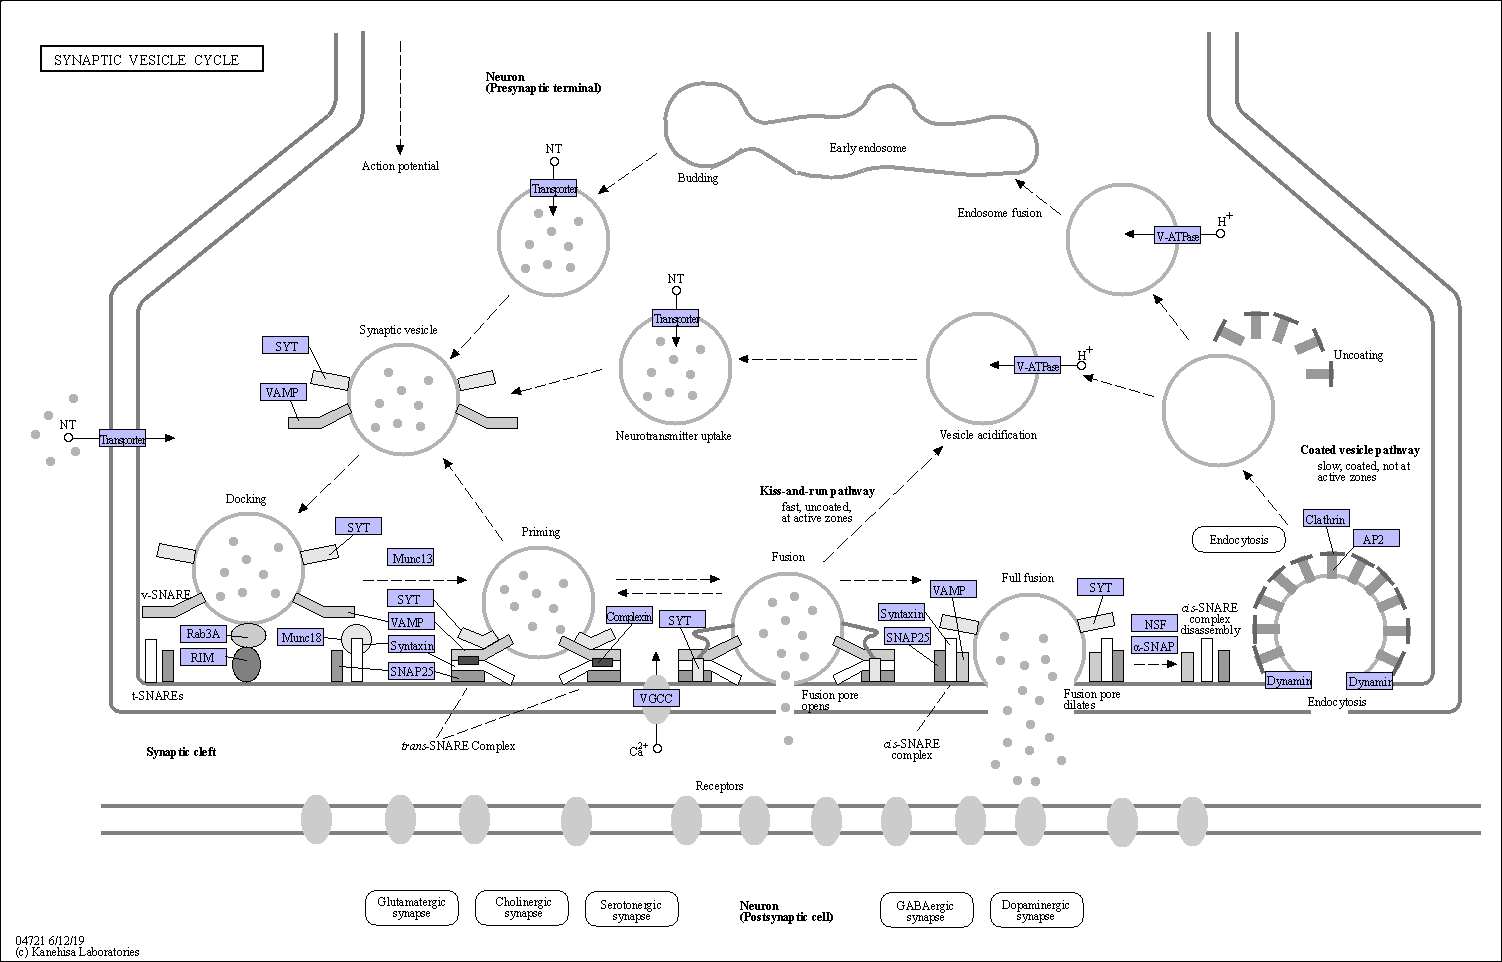 SYNAPTIC VESICLE CYCLE
Neuron
(Presynaptic terminal)
Action potential
NT
Transporter
Budding
Early endosome
Endosome fusion
H+
V-ATPase
NT
Transporter
Neurotransmitter uptake
Synaptic vesicle
SYT
VAMP
NT
Transporter
H+
V-ATPase
Vesicle acidification
Uncoating
Coated vesicle pathway
slow, coated, not at
active zones
Kiss-and-run pathway
fast, uncoated,
at active zones
Docking
SYT
v-SNARE
Rab3A
RIM
Munc18
t-SNAREs
Munc13
SYT
VAMP
Syntaxin
SNAP25
Priming
Complexin
trans-SNARE Complex
SYT
VGCC
Ca2+
Fusion
Fusion pore
opens
VAMP
Syntaxin
SNAP25
cis-SNARE
complex
Full fusion
SYT
Fusion pore
dilates
NSF
α-SNAP
cis-SNARE
complex
disassembly
Endocytosis
Clathrin
AP2
Dynamin
Dynamin
Endocytosis
Synaptic cleft
Receptors
Glutamatergic
synapse
Cholinergic
synapse
Serotonergic
synapse
Neuron
(Postsynaptic cell)
GABAergic
synapse
Dopaminergic
synapse
04721 6/12/19
(c) Kanehisa Laboratories